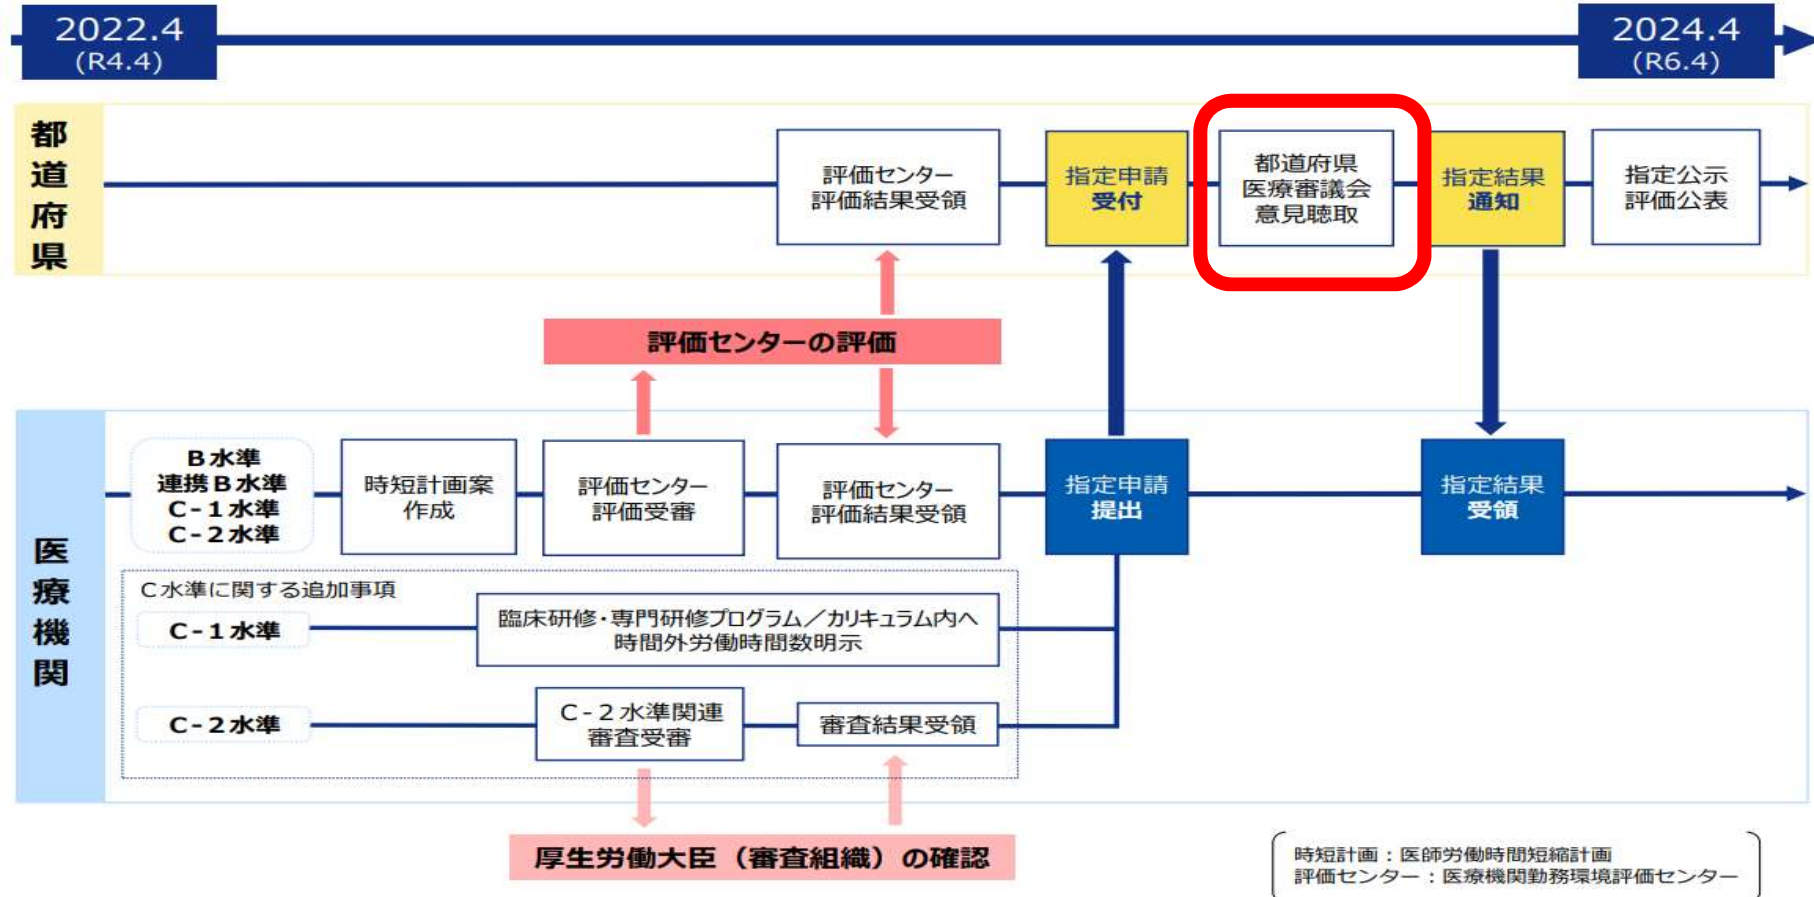 2022.4
(R4.4)
2024.4
(R6.4)
都道府県
評価センター
評価結果受領
指定申請
受付
都道府県
医療審議会
意見聴取
指定結果
通知
指定公示
評価公表
評価センターの評価
医療機関
B水準
連携B水準
C-1水準
C-2水準
時短計画案
作成
評価センター
評価受審
評価センター
評価結果受領
指定申請
提出
指定結果
受領
C水準に関する追加事項
C-1水準
臨床研修・専門研修プログラム／カリキュラム内へ
時間外労働時間数明示
C-2水準
C-2水準関連
審査受審
審査結果受領
厚生労働大臣（審査組織）の確認
時短計画：医師労働時間短縮計画
評価センター：医療機関勤務環境評価センター